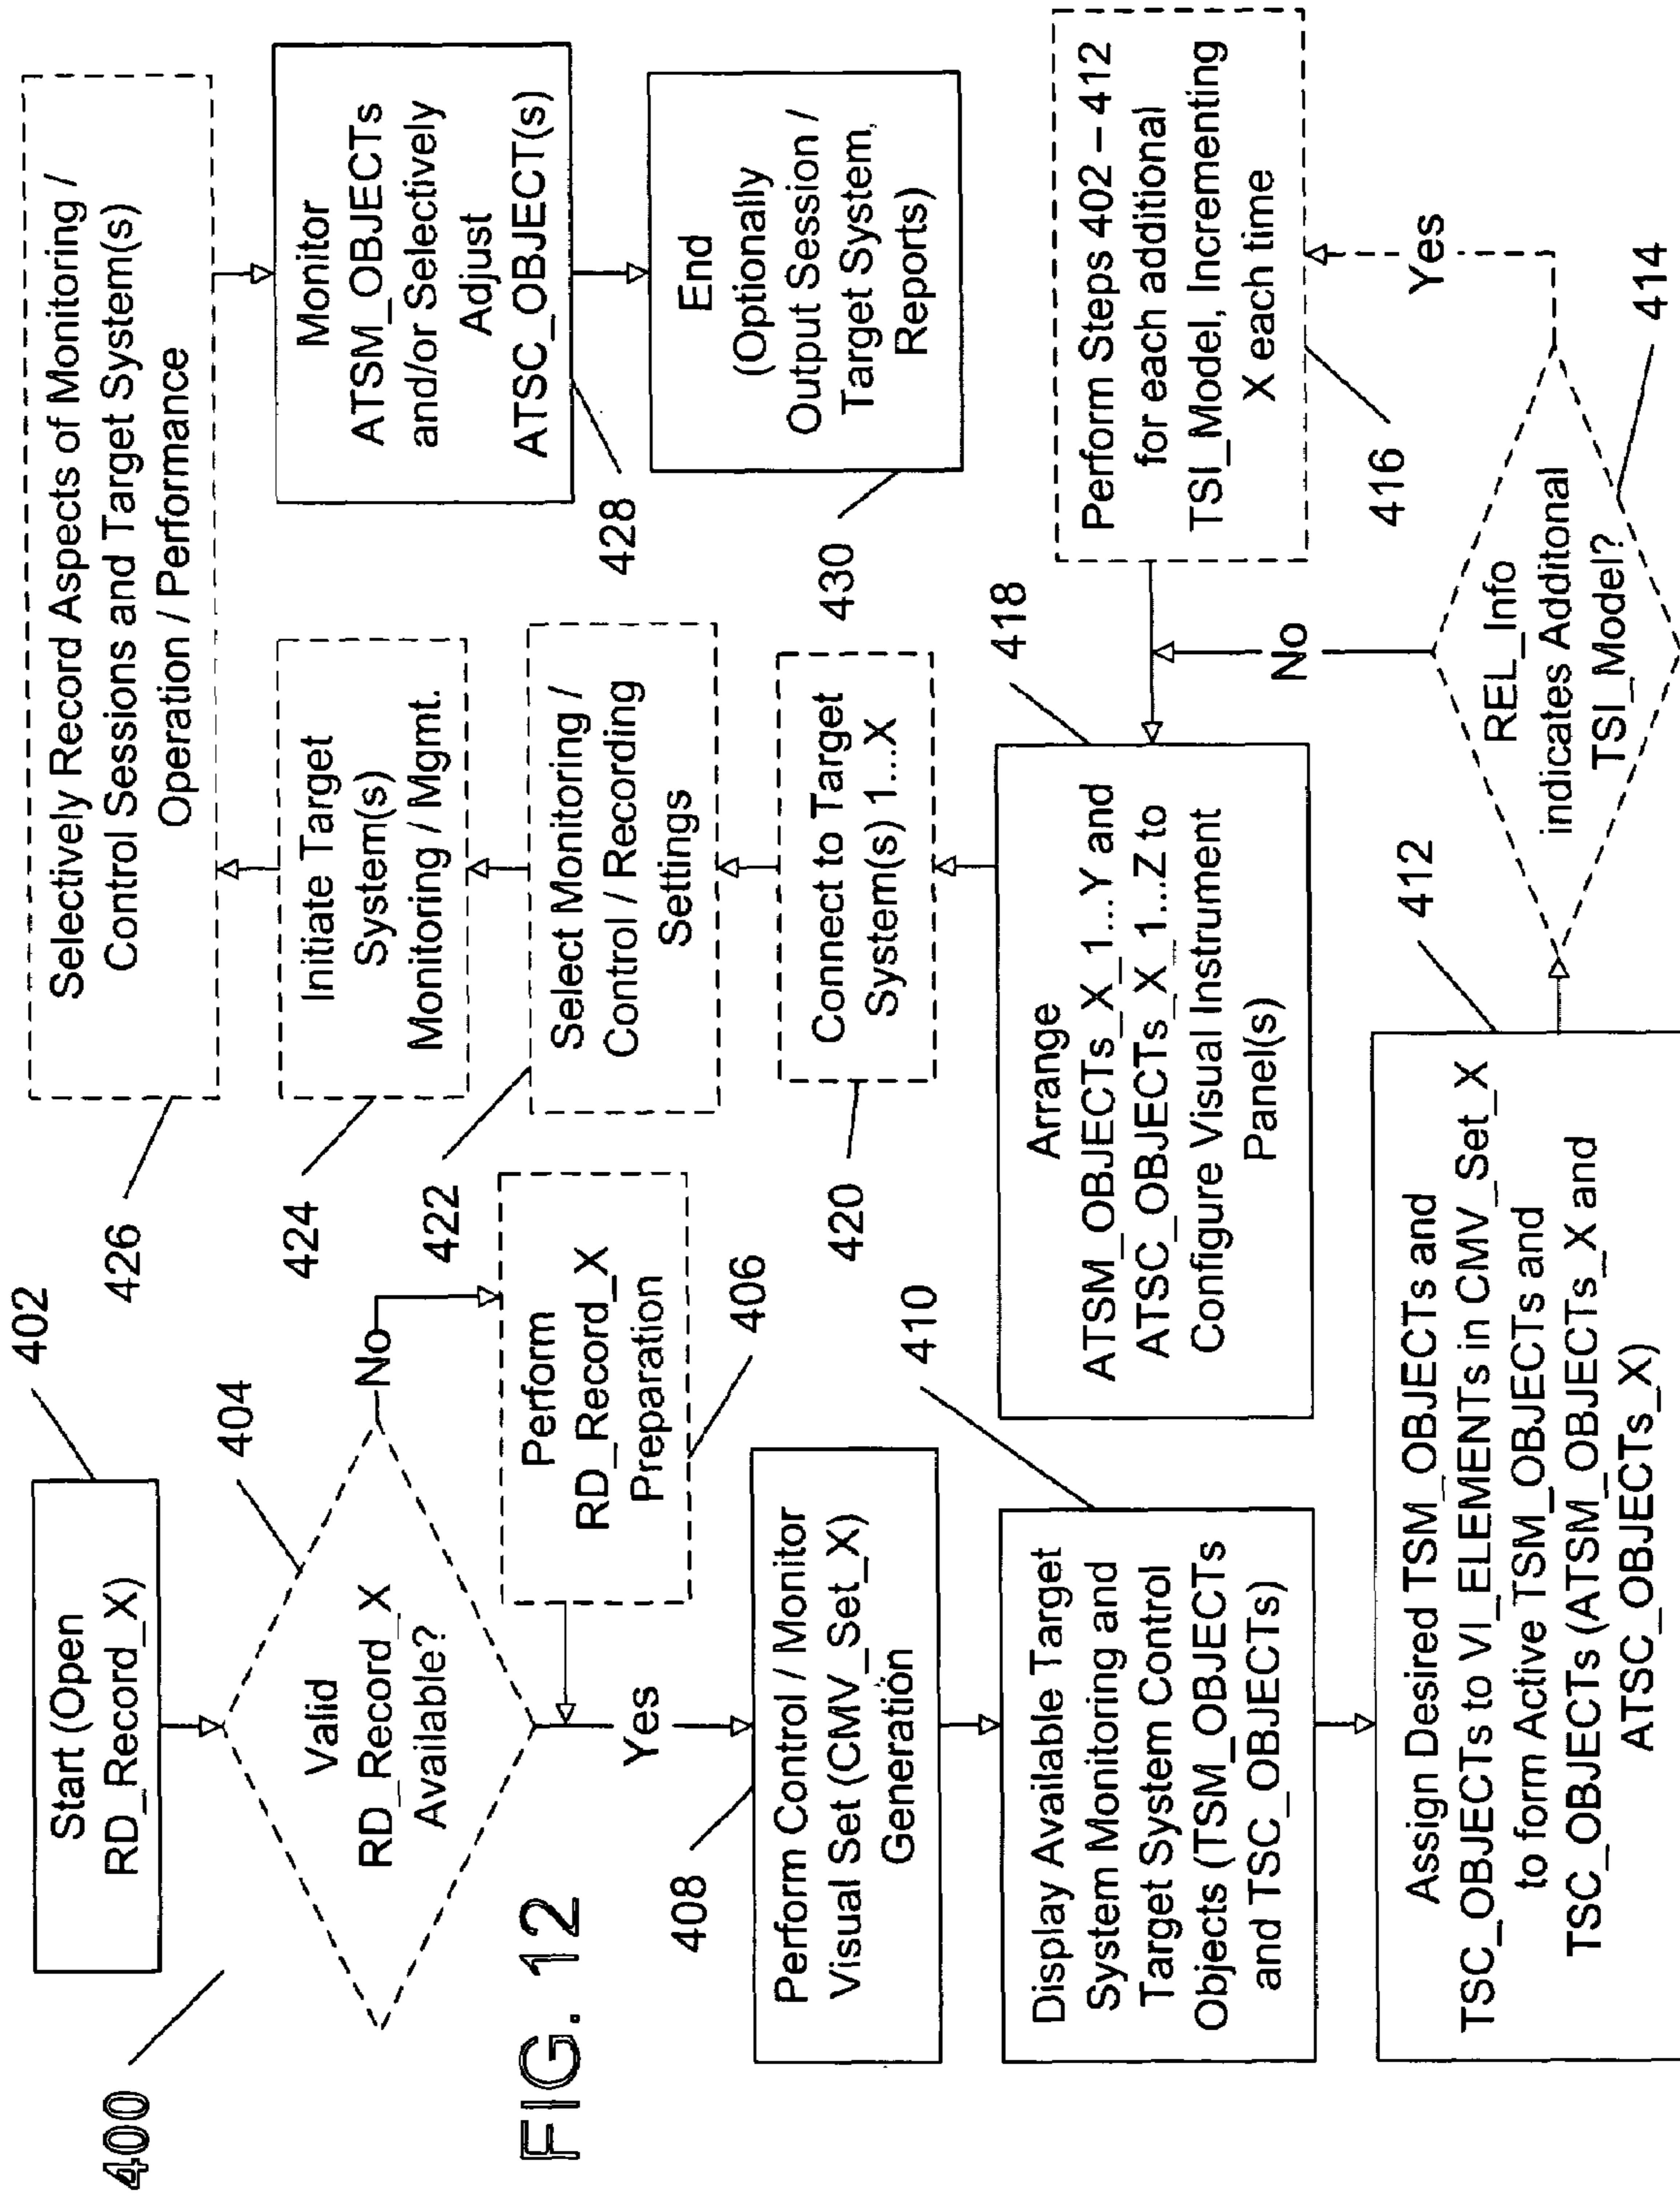 400
FIG. 12
402
Start (Open
RD_Record_X)
404
Valid
RD_Record_X
Available?
No
Perform
RD_Record_X
Preparation
406
Yes
408
Perform Control / Monitor
Visual Set (CMV_Set_X)
Generation
410
Display Available Target
System Monitoring and
Target System Control
Objects (TSM_OBJECTs
and TSC_OBJECTs)
412
Assign Desired TSM_OBJECTs and
TSC_OBJECTs to VI_ELEMENTs in CMV_Set_X
to form Active TSM_OBJECTs and
TSC_OBJECTs (ATSM_OBJECTs_X and
ATSC_OBJECTs_X)
REL_Info
indicates Additonal
TSI_Model?
414
Yes
No
Perform Steps 402 – 412
for each additional
TSI_Model, Incrementing
X each time
416
418
Arrange
ATSM_OBJECTs_X_1...Y and
ATSC_OBJECTs_X_1...Z to
Configure Visual Instrument
Panel(s)
420
Connect to Target
System(s) 1...X
422
Select Monitoring /
Control / Recording
Settings
424
Initiate Target
System(s)
Monitoring / Mgmt.
426
Selectively Record Aspects of Monitoring /
Control Sessions and Target System(s)
Operation / Performance
Monitor
ATSM_OBJECTs
and/or Selectively
Adjust
ATSC_OBJECT(s)
428
End
(Optionally
Output Session /
Target System,
Reports)
430